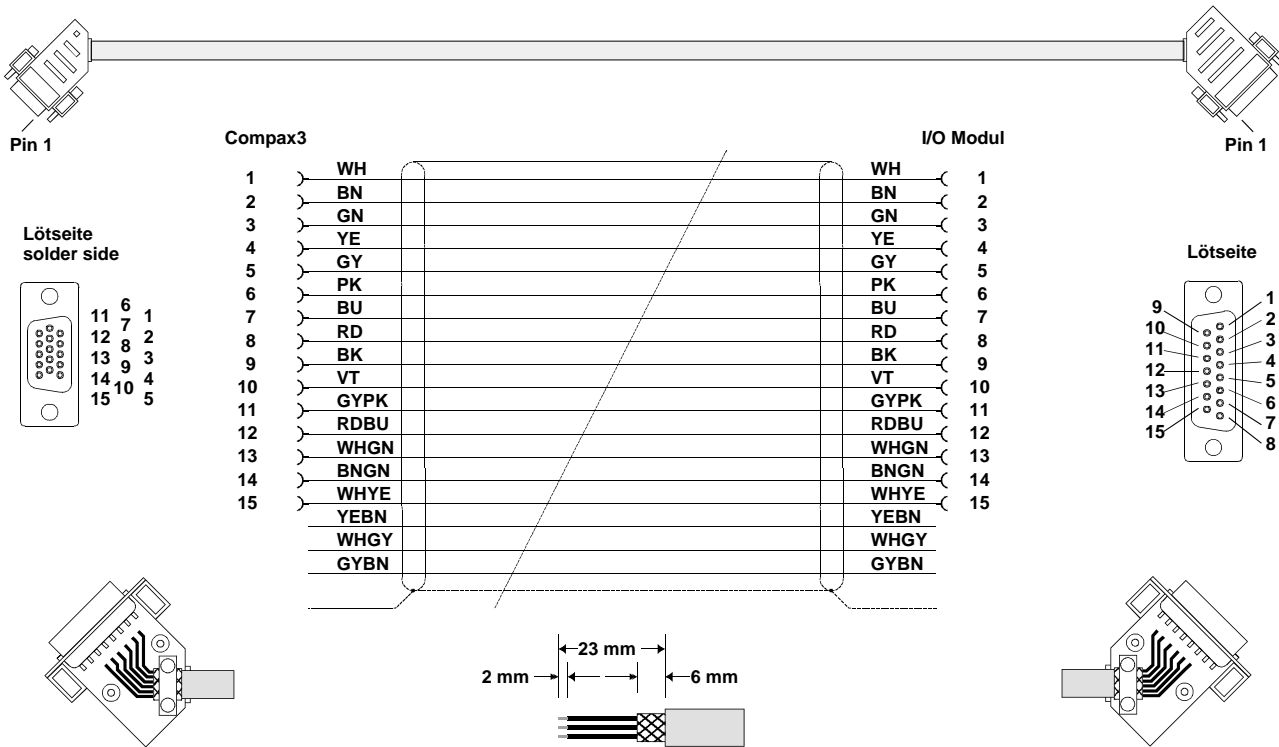 Pin 1
Pin 1
Compax3
I/O Modul
1 WH WH 1
2 BN BN 2
3 GN GN 3
4 YE YE 4
5 GY GY 5
6 PK PK 6
7 BU BU 7
8 RD RD 8
9 BK BK 9
10 VT VT 10
11 GYPK GYPK 11
12 RDBU RDBU 12
13 WHGN WHGN 13
14 BNGN BNGN 14
15 WHYE WHYE 15
YEBN YEBN
WHGY WHGY
GYBN GYBN
Lötseite
solder side
11 6 1
12 7 2
13 8 3
14 9 4
15 10 5
Lötseite
9 1
10 2
11 3
12 4
13 5
14 6
15 7
8
23 mm
2 mm
6 mm